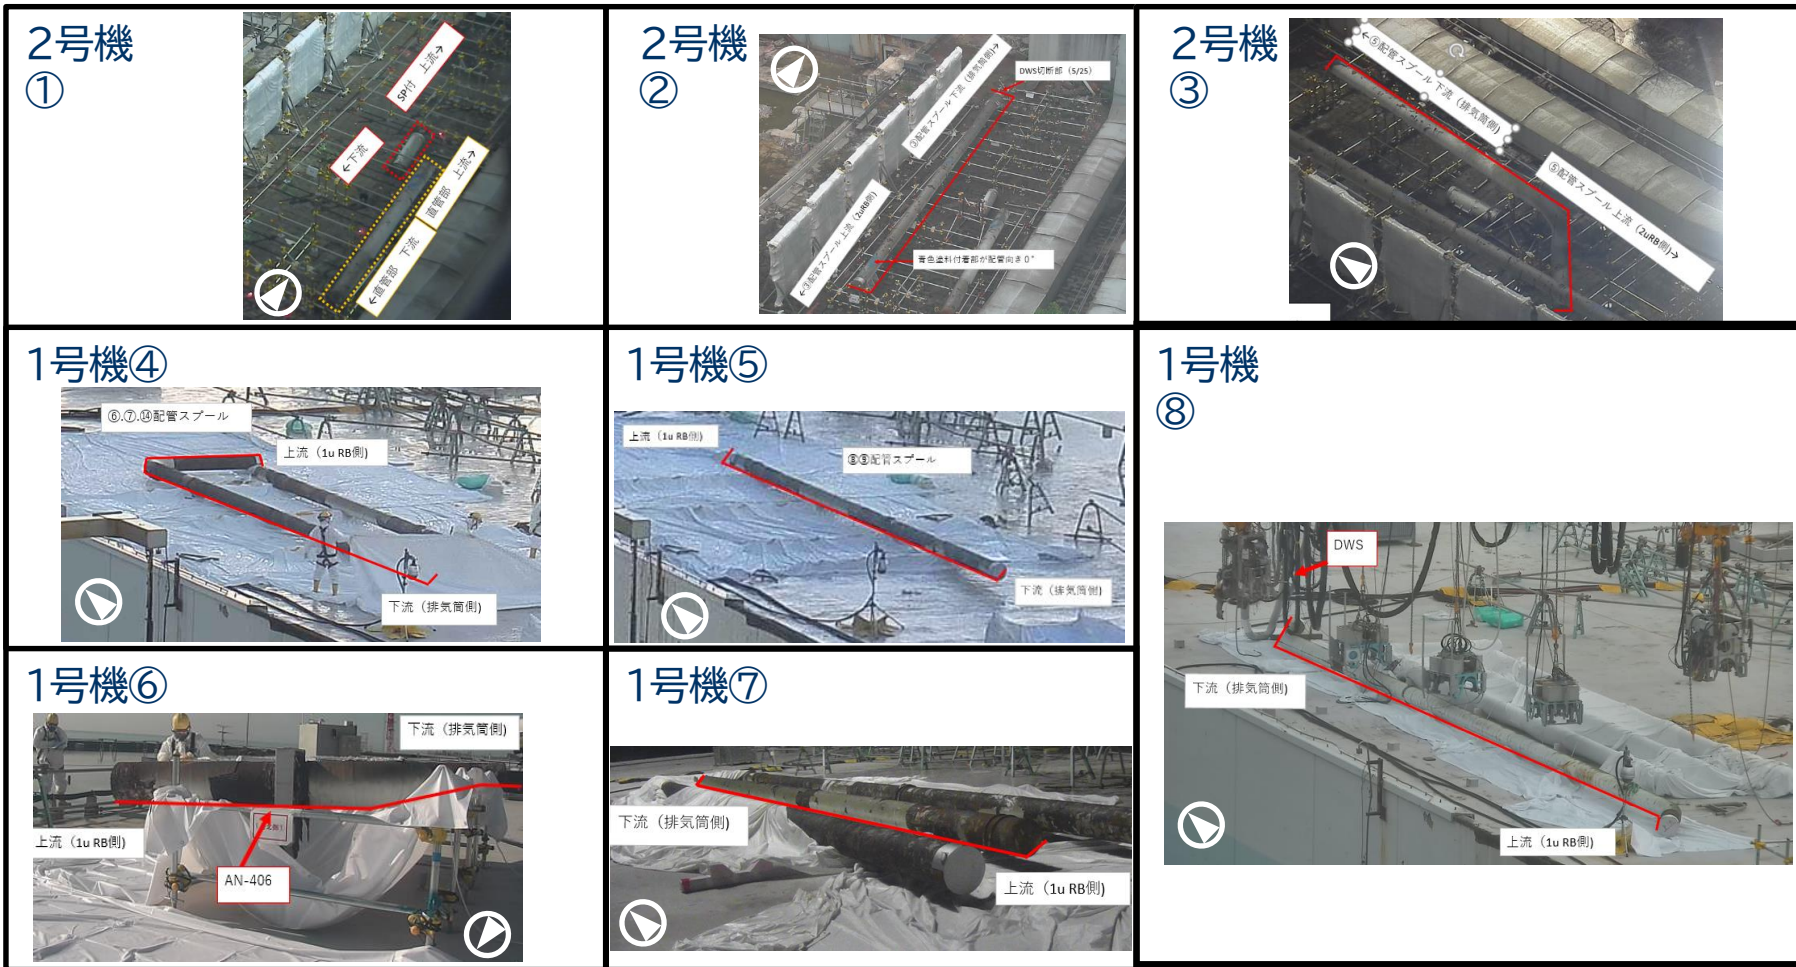 2号機
①
SP付 上流→
←下流
直管部 上流→
←直管部 下流
2号機
②
③配管スプール 下流 (排気筒側)→
DWS切断部 (5/25)
←③配管スプール 上流 (2uRB側)
青色塗料付着部が配管向き0°
2号機
③
←⑤配管スプール 下流 (排気筒側)
⑤配管スプール 上流 (2uRB側)→
1号機④
⑥.⑦.⑭配管スプール
上流 (1u RB側)
下流 (排気筒側)
1号機⑤
上流 (1u RB側)
⑧⑨配管スプール
下流 (排気筒側)
1号機
⑧
DWS
下流 (排気筒側)
上流 (1u RB側)
1号機⑥
下流 (排気筒側)
上流 (1u RB側)
AN-406
1号機⑦
下流 (排気筒側)
上流 (1u RB側)